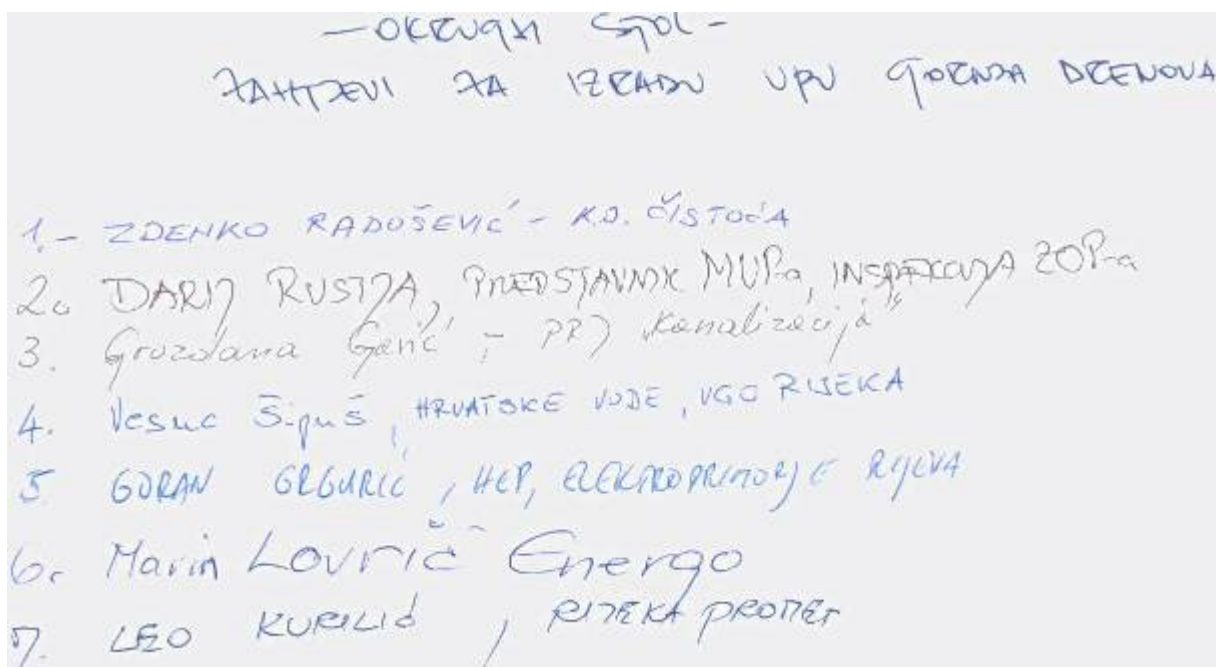 - OKRUGLI STOL -
ZAHTJEVI ZA IZRADU UPU GORNJA DRENOVA
1.- ZDENKO RADOŠEVIĆ - K.D. ČISTOĆA
2. DARIJ RUSTJA, PREDSTAVNIK MUP-a, INSPEKCIJA ZOP-a
3. Grozdana Gerić - PRJ "Kanalizacija"
4. Vesna Šipuš, HRVATSKE VODE, VGO RIJEKA
5 GORAN GRGURIĆ, HEP, ELEKTROPRIMORJE RIJEKA
6. Marin Lovrić Energo
7. LEO KURILIĆ, RIJEKA PROMET